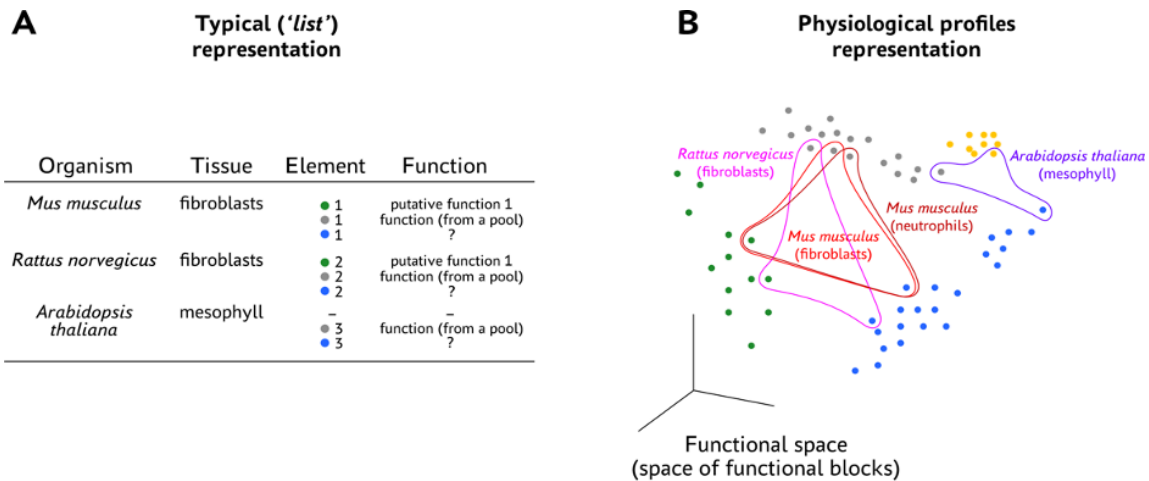 A
Typical ('list')
representation
Organism Tissue Element Function
Mus musculus fibroblasts 1 putative function 1
1 function (from a pool)
1 ?
Rattus norvegicus fibroblasts 2 putative function 1
2 function (from a pool)
2 ?
Arabidopsis mesophyll – –
thaliana 3 function (from a pool)
3 ?
B
Physiological profiles
representation
Rattus norvegicus
(fibroblasts)
Arabidopsis thaliana
(mesophyll)
Mus musculus
(neutrophils)
Mus musculus
(fibroblasts)
Functional space
(space of functional blocks)